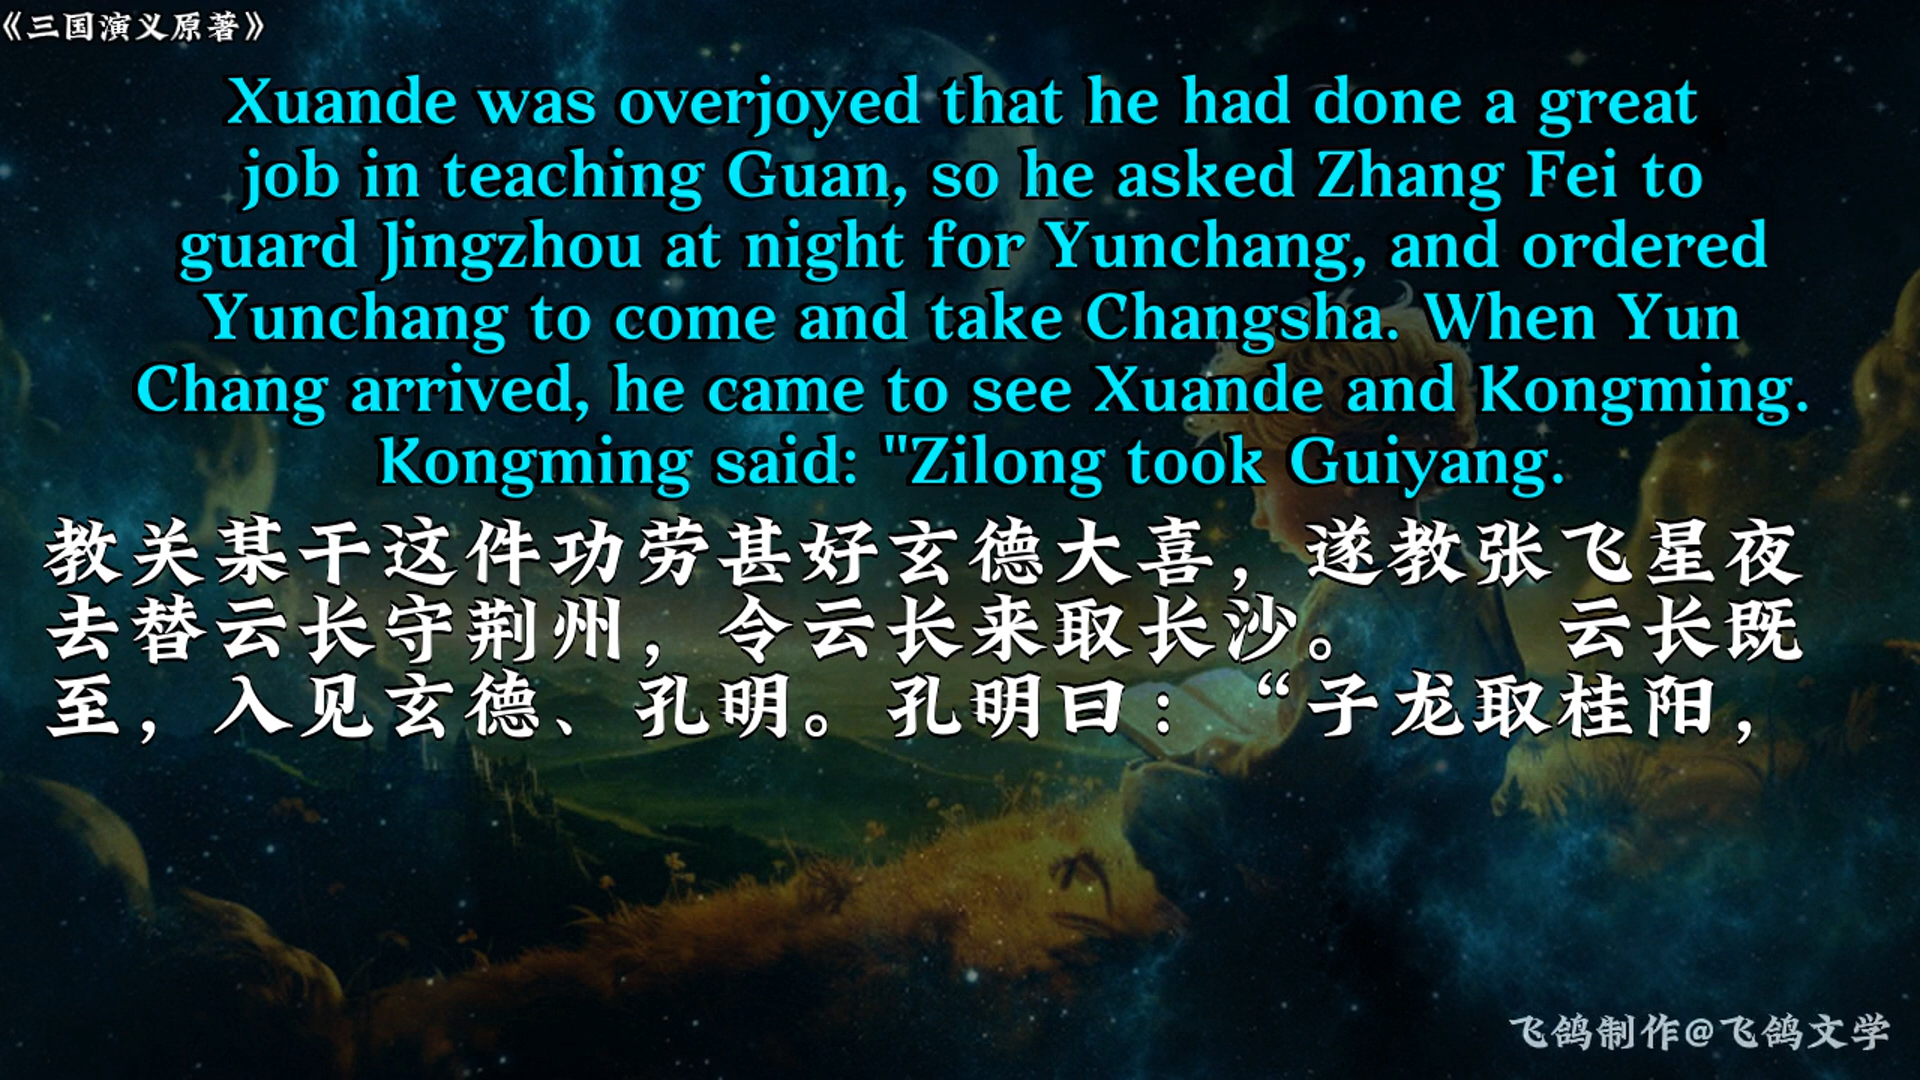 《三国演义原著》
Xuande was overjoyed that he had done a great
job in teaching Guan, so he asked Zhang Fei to
guard Jingzhou at night for Yunchang, and ordered
Yunchang to come and take Changsha. When Yun
Chang arrived, he came to see Xuande and Kongming.
Kongming said: "Zilong took Guiyang.
教关某干这件功劳甚好玄德大喜，遂教张飞星夜
去替云长守荆州，令云长来取长沙。　　云长既
至，入见玄德、孔明。孔明曰：“子龙取桂阳，
飞鸽制作@飞鸽文学